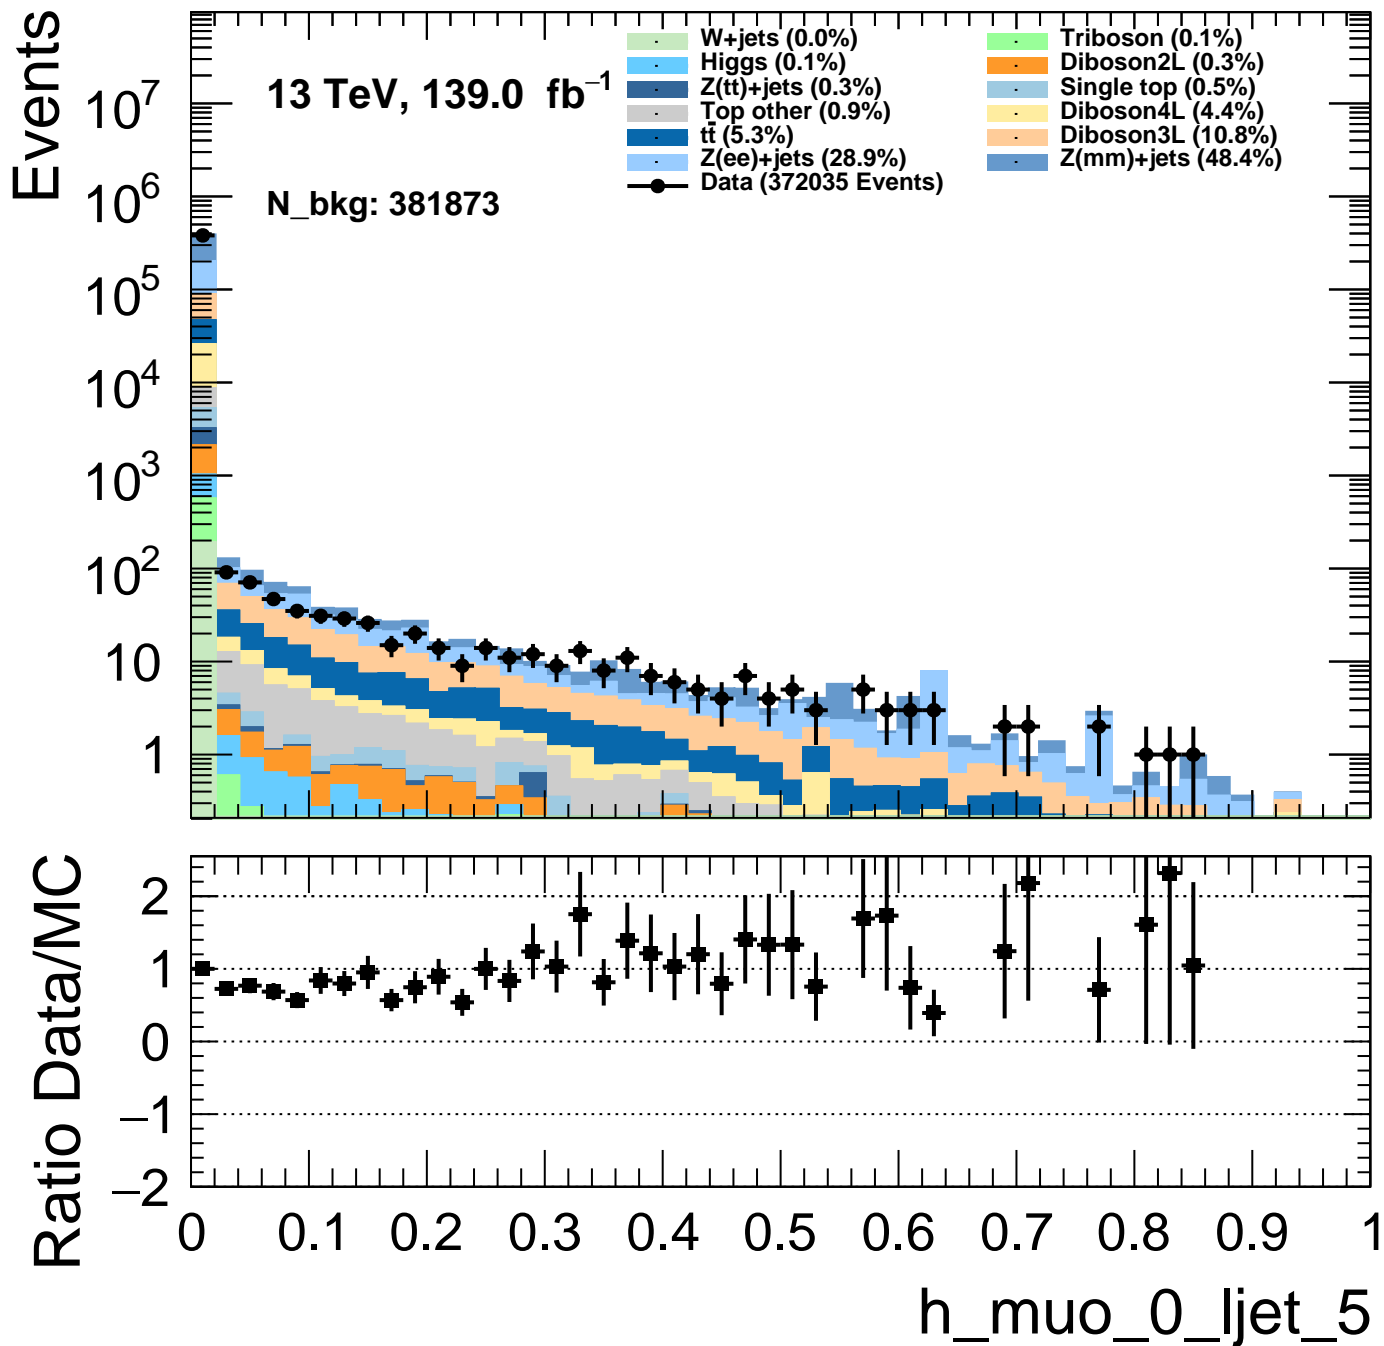 Events
13 TeV, 139.0 fb⁻¹
N_bkg: 381873
W+jets (0.0%)
Higgs (0.1%)
Z(tt)+jets (0.3%)
Top other (0.9%)
tt̄ (5.3%)
Z(ee)+jets (28.9%)
Data (372035 Events)
Triboson (0.1%)
Diboson2L (0.3%)
Single top (0.5%)
Diboson4L (4.4%)
Diboson3L (10.8%)
Z(mm)+jets (48.4%)
10⁷
10⁶
10⁵
10⁴
10³
10²
10
1
Ratio Data/MC
2
1
0
−1
−2
0 0.1 0.2 0.3 0.4 0.5 0.6 0.7 0.8 0.9 1
h_muo_0_ljet_5